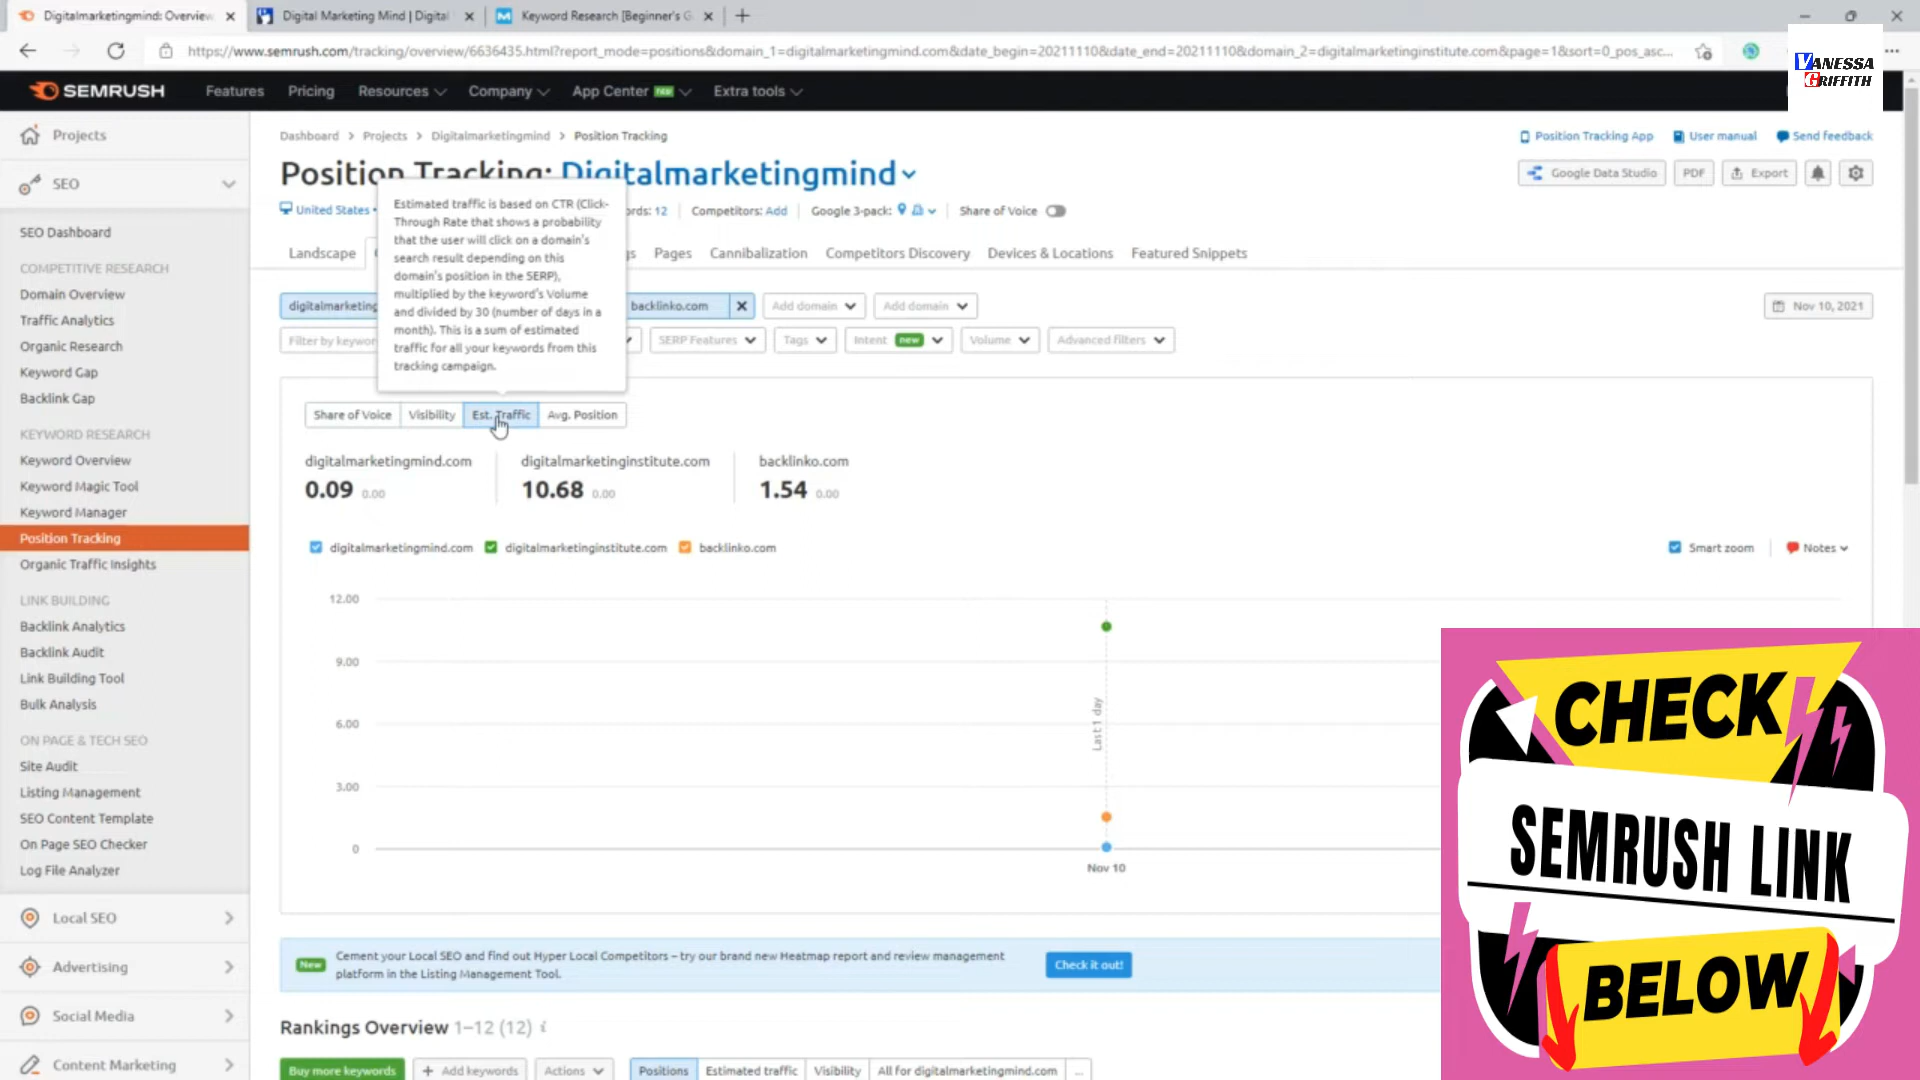 Digitalmarketingmind: Overview
Digital Marketing Mind | Digital
Keyword Research [Beginner's G
https://www.semrush.com/tracking/overview/6636435.html?report_mode=positions&domain_1=digitalmarketingmind.com&date_begin=20211110&date_end=20211110&domain_2=digitalmarketinginstitute.com&page=1&sort=0_pos_asc...
VANESSA
GRIFFITH
SEMRUSH
Features
Pricing
Resources
Company
App Center NEW
Extra tools
Projects
SEO
SEO Dashboard
COMPETITIVE RESEARCH
Domain Overview
Traffic Analytics
Organic Research
Keyword Gap
Backlink Gap
KEYWORD RESEARCH
Keyword Overview
Keyword Magic Tool
Keyword Manager
Position Tracking
Organic Traffic Insights
LINK BUILDING
Backlink Analytics
Backlink Audit
Link Building Tool
Bulk Analysis
ON PAGE & TECH SEO
Site Audit
Listing Management
SEO Content Template
On Page SEO Checker
Log File Analyzer
Local SEO
Advertising
Social Media
Content Marketing
Dashboard > Projects > Digitalmarketingmind > Position Tracking
Position Tracking App
User manual
Send feedback
Position Tracking: Digitalmarketingmind
Google Data Studio
PDF
Export
United States
rds: 12
Competitors: Add
Google 3-pack:
Share of Voice
Landscape
gs
Pages
Cannibalization
Competitors Discovery
Devices & Locations
Featured Snippets
Estimated traffic is based on CTR (Click-
Through Rate that shows a probability
that the user will click on a domain's
search result depending on this
domain's position in the SERP),
multiplied by the keyword's Volume
and divided by 30 (number of days in a
month). This is a sum of estimated
traffic for all your keywords from this
tracking campaign.
digitalmarketing
backlinko.com
Add domain
Add domain
Nov 10, 2021
Filter by keywor
SERP Features
Tags
Intent new
Volume
Advanced filters
Share of Voice
Visibility
Est. Traffic
Avg. Position
digitalmarketingmind.com
0.09 0.00
digitalmarketinginstitute.com
10.68 0.00
backlinko.com
1.54 0.00
digitalmarketingmind.com
digitalmarketinginstitute.com
backlinko.com
Smart zoom
Notes
12.00
9.00
6.00
3.00
0
Last 1 day
Nov 10
New
Cement your Local SEO and find out Hyper Local Competitors – try our brand new Heatmap report and review management
platform in the Listing Management Tool.
Check it out!
Rankings Overview 1–12 (12) i
Buy more keywords
+ Add keywords
Actions
Positions
Estimated traffic
Visibility
All for digitalmarketingmind.com
...
CHECK
SEMRUSH LINK
BELOW